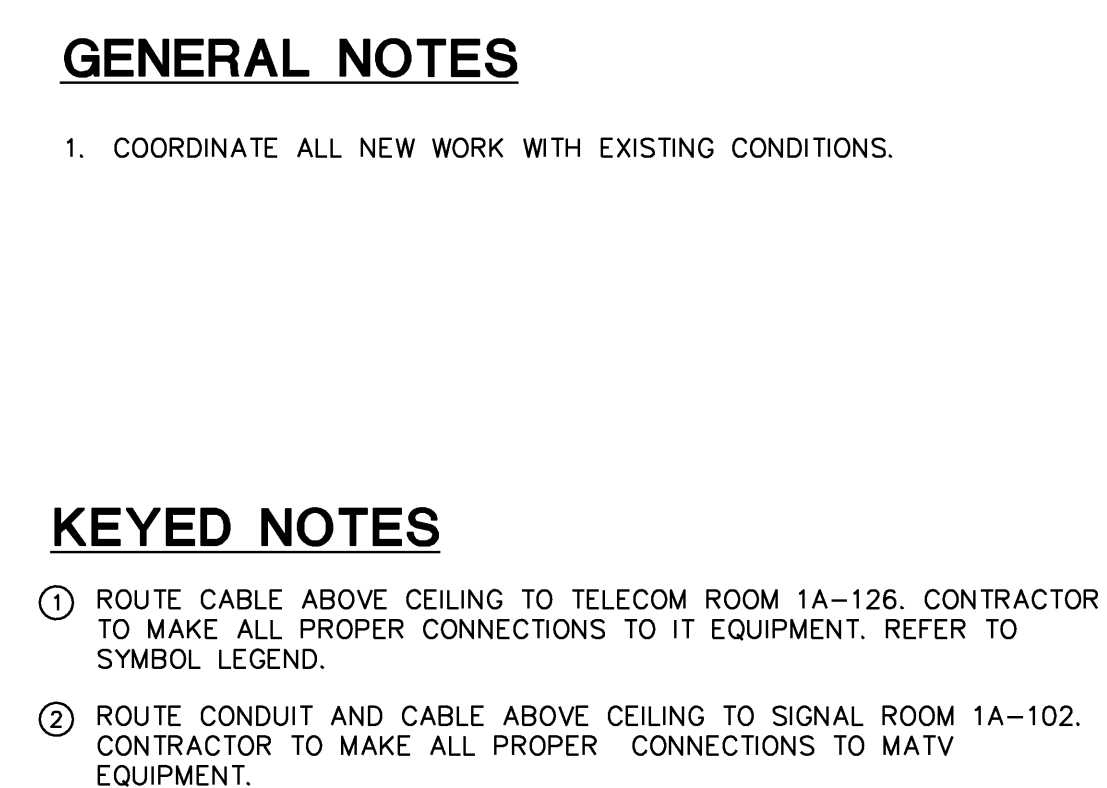 GENERAL NOTES
1. COORDINATE ALL NEW WORK WITH EXISTING CONDITIONS.
KEYED NOTES
1 ROUTE CABLE ABOVE CEILING TO TELECOM ROOM 1A-126. CONTRACTOR
TO MAKE ALL PROPER CONNECTIONS TO IT EQUIPMENT. REFER TO
SYMBOL LEGEND.
2 ROUTE CONDUIT AND CABLE ABOVE CEILING TO SIGNAL ROOM 1A-102.
CONTRACTOR TO MAKE ALL PROPER CONNECTIONS TO MATV
EQUIPMENT.